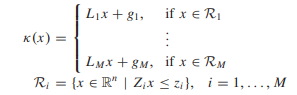 κ(x) = { L₁x + g₁, if x ∈ ℛ₁
⋮
L_M x + g_M, if x ∈ ℛ_M
ℛᵢ = {x ∈ ℝⁿ | Zᵢx ≤ zᵢ}, i = 1, . . . , M